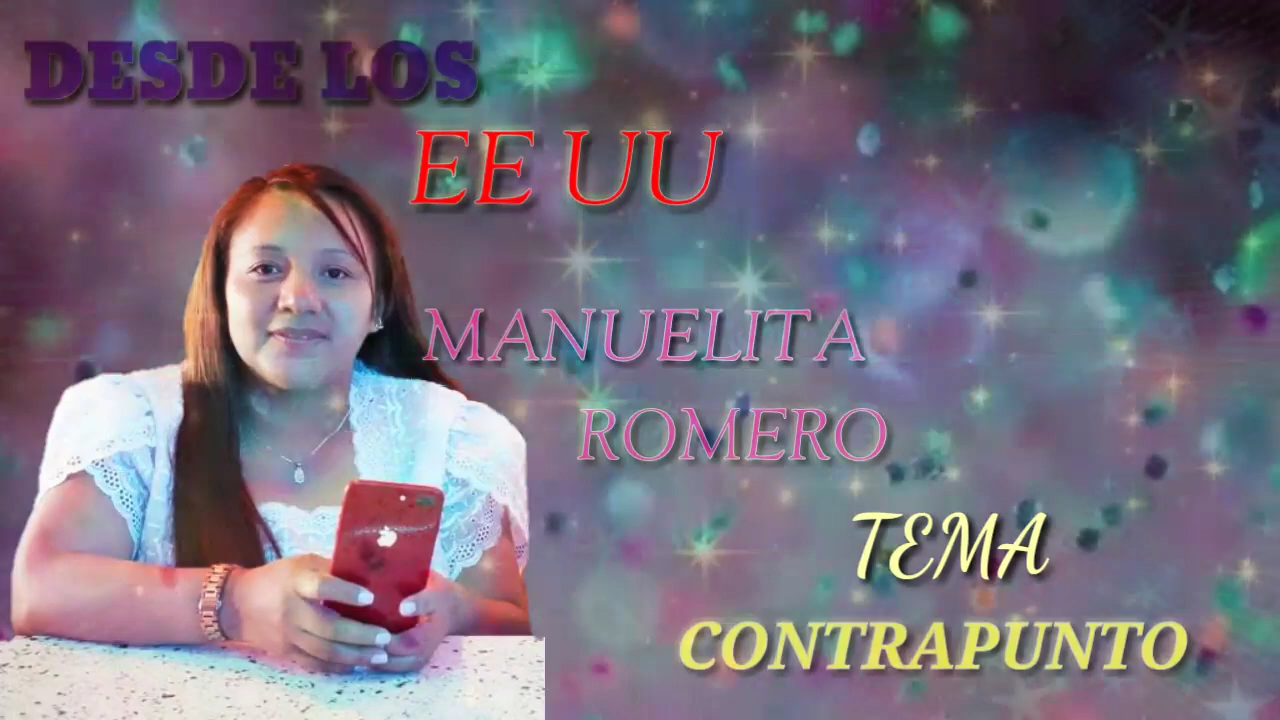 DESDE LOS
EE UU
MANUELITA
ROMERO
TEMA
CONTRAPUNTO